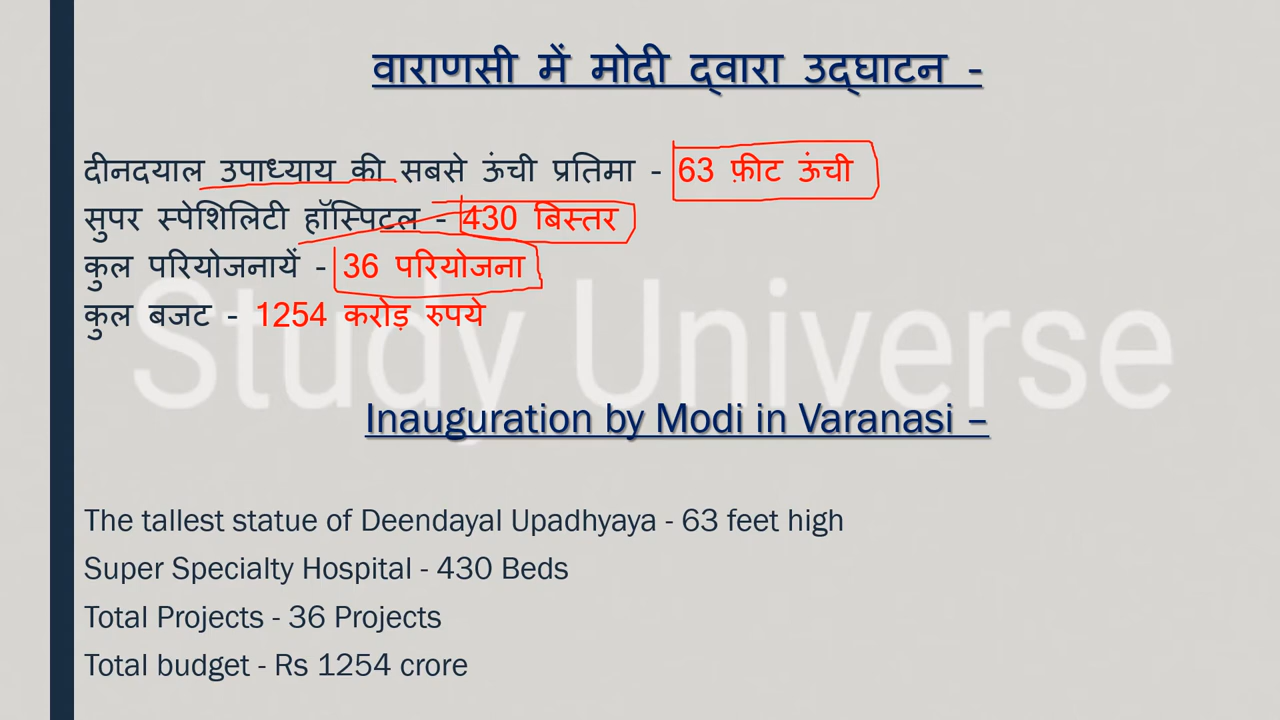 वाराणसी में मोदी द्वारा उद्घाटन -
दीनदयाल उपाध्याय की सबसे ऊंची प्रतिमा - 63 फ़ीट ऊंची
सुपर स्पेशिलिटी हॉस्पिटल - 430 बिस्तर
कुल परियोजनायें - 36 परियोजना
कुल बजट - 1254 करोड़ रुपये
Study Universe
Inauguration by Modi in Varanasi –
The tallest statue of Deendayal Upadhyaya - 63 feet high
Super Specialty Hospital - 430 Beds
Total Projects - 36 Projects
Total budget - Rs 1254 crore